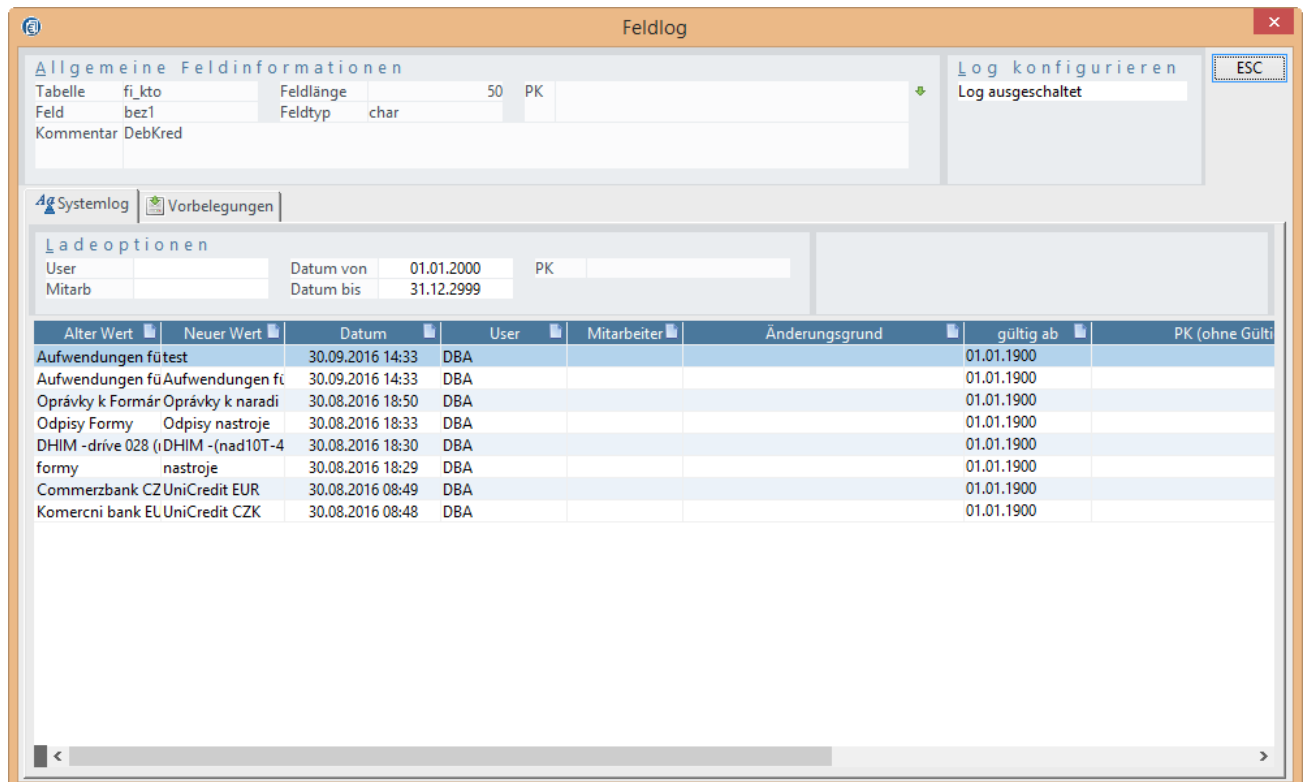 Feldlog
Allgemeine Feldinformationen
Log konfigurieren
ESC
Tabelle fi_kto Feldlänge 50 PK
Log ausgeschaltet
Feld bez1 Feldtyp char
Kommentar DebKred
Systemlog Vorbelegungen
Ladeoptionen
User Datum von 01.01.2000 PK
Mitarb Datum bis 31.12.2999
Alter Wert Neuer Wert Datum User Mitarbeiter Änderungsgrund gültig ab PK (ohne Gülti
Aufwendungen fü test 30.09.2016 14:33 DBA 01.01.1900
Aufwendungen fü Aufwendungen fü 30.09.2016 14:33 DBA 01.01.1900
Oprávky k Formár Oprávky k naradi 30.08.2016 18:50 DBA 01.01.1900
Odpisy Formy Odpisy nastroje 30.08.2016 18:33 DBA 01.01.1900
DHIM -dríve 028 ( DHIM -(nad10T-4 30.08.2016 18:30 DBA 01.01.1900
formy nastroje 30.08.2016 18:29 DBA 01.01.1900
Commerzbank CZ UniCredit EUR 30.08.2016 08:49 DBA 01.01.1900
Komercni bank EU UniCredit CZK 30.08.2016 08:48 DBA 01.01.1900